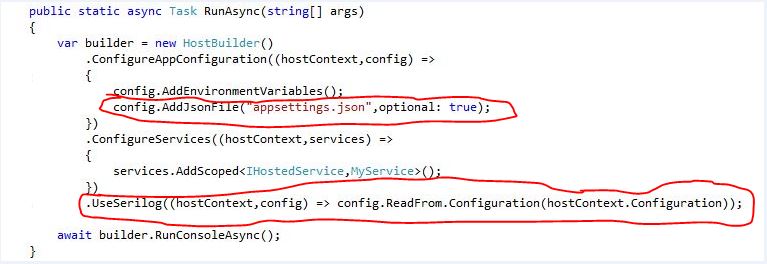 public static async Task RunAsync(string[] args)
{
var builder = new HostBuilder()
.ConfigureAppConfiguration((hostContext,config) =>
{
config.AddEnvironmentVariables();
config.AddJsonFile("appsettings.json",optional: true);
})
.ConfigureServices((hostContext,services) =>
{
services.AddScoped<IHostedService,MyService>();
})
.UseSerilog((hostContext,config) => config.ReadFrom.Configuration(hostContext.Configuration));
await builder.RunConsoleAsync();
}